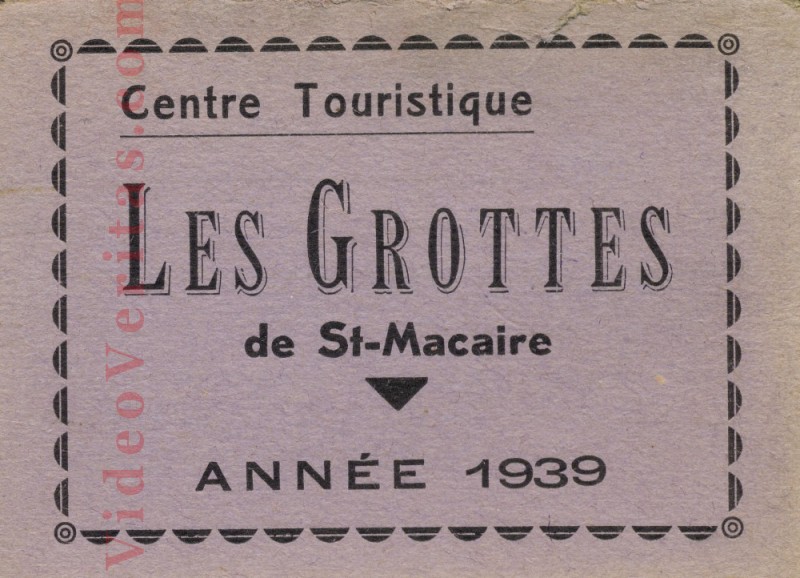 Centre Touristique
LES GROTTES
de St-Macaire
ANNÉE 1939
VideoVeritas.com